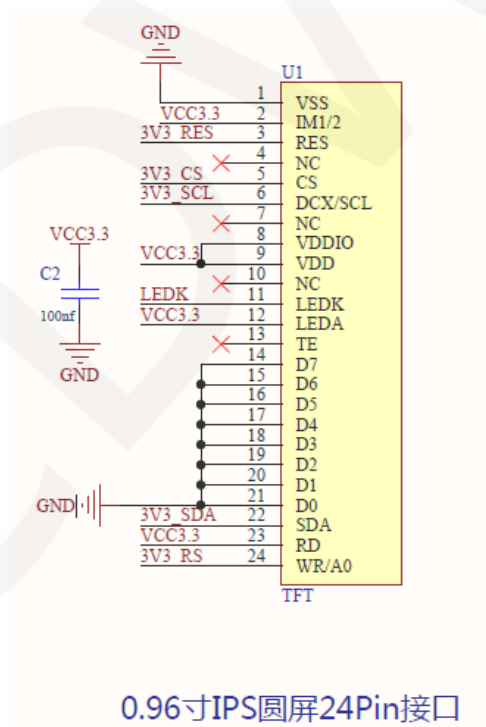 GND
U1
1 VSS
VCC3.3 2 IM1/2
3V3_RES 3 RES
4 NC
3V3_CS 5 CS
3V3_SCL 6 DCX/SCL
7 NC
8 VDDIO
VCC3.3 9 VDD
10 NC
LEDK 11 LEDK
VCC3.3 12 LEDA
13 TE
14 D7
15 D6
16 D5
17 D4
18 D3
19 D2
20 D1
GND 21 D0
3V3_SDA 22 SDA
VCC3.3 23 RD
3V3_RS 24 WR/A0
TFT
VCC3.3
C2
100nf
GND
0.96寸IPS圆屏24Pin接口